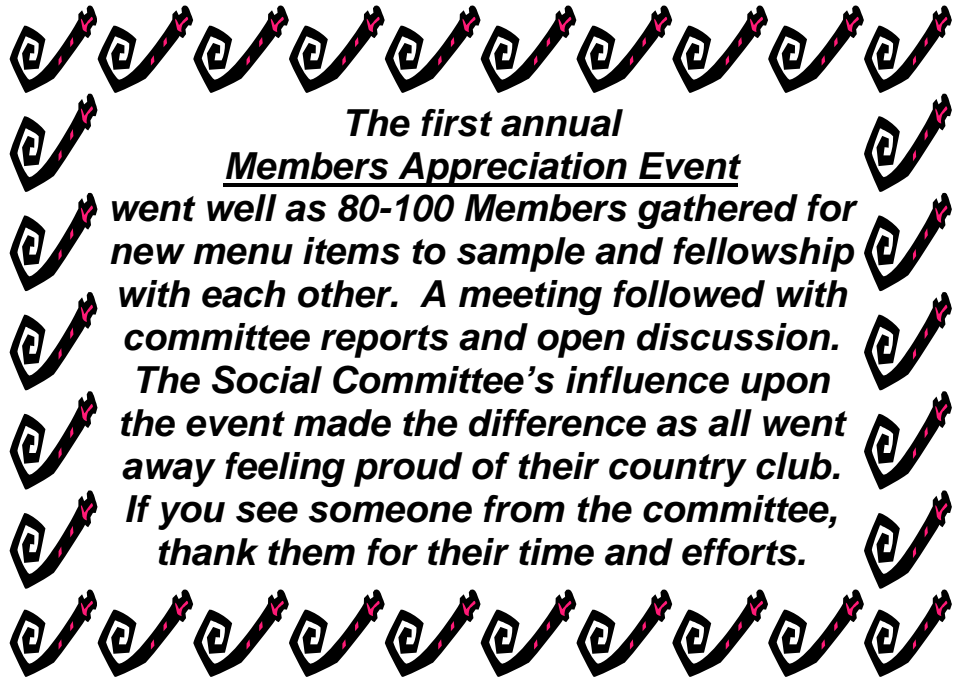 The first annual
Members Appreciation Event
went well as 80-100 Members gathered for
new menu items to sample and fellowship
with each other.  A meeting followed with
committee reports and open discussion.
The Social Committee’s influence upon
the event made the difference as all went
away feeling proud of their country club.
If you see someone from the committee,
thank them for their time and efforts.